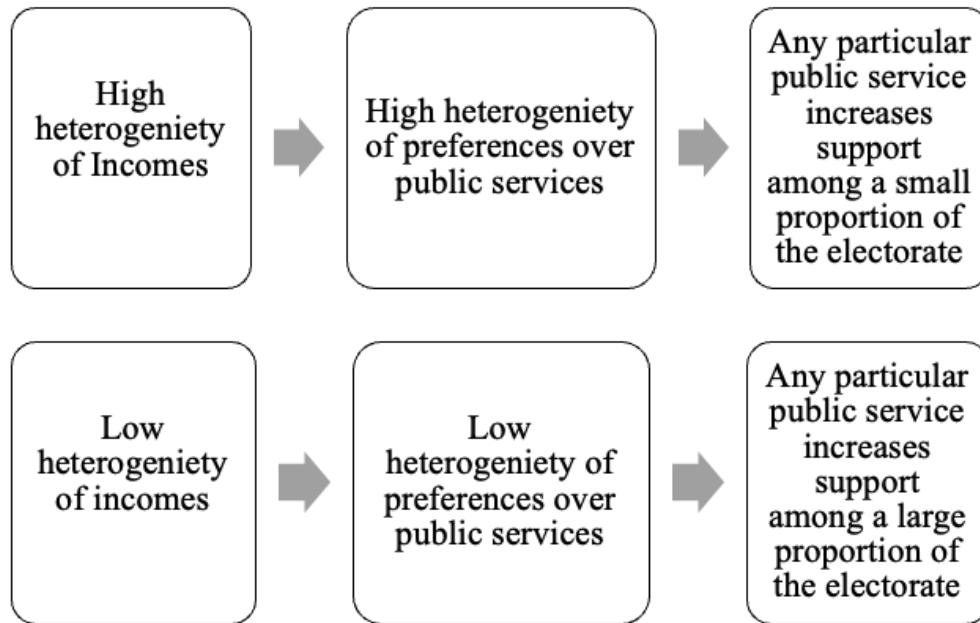 High
heterogeniety
of Incomes
High heterogeniety
of preferences over
public services
Any particular
public service
increases
support
among a small
proportion of
the electorate
Low
heterogeniety
of incomes
Low
heterogeniety of
preferences over
public services
Any particular
public service
increases
support
among a large
proportion of
the electorate